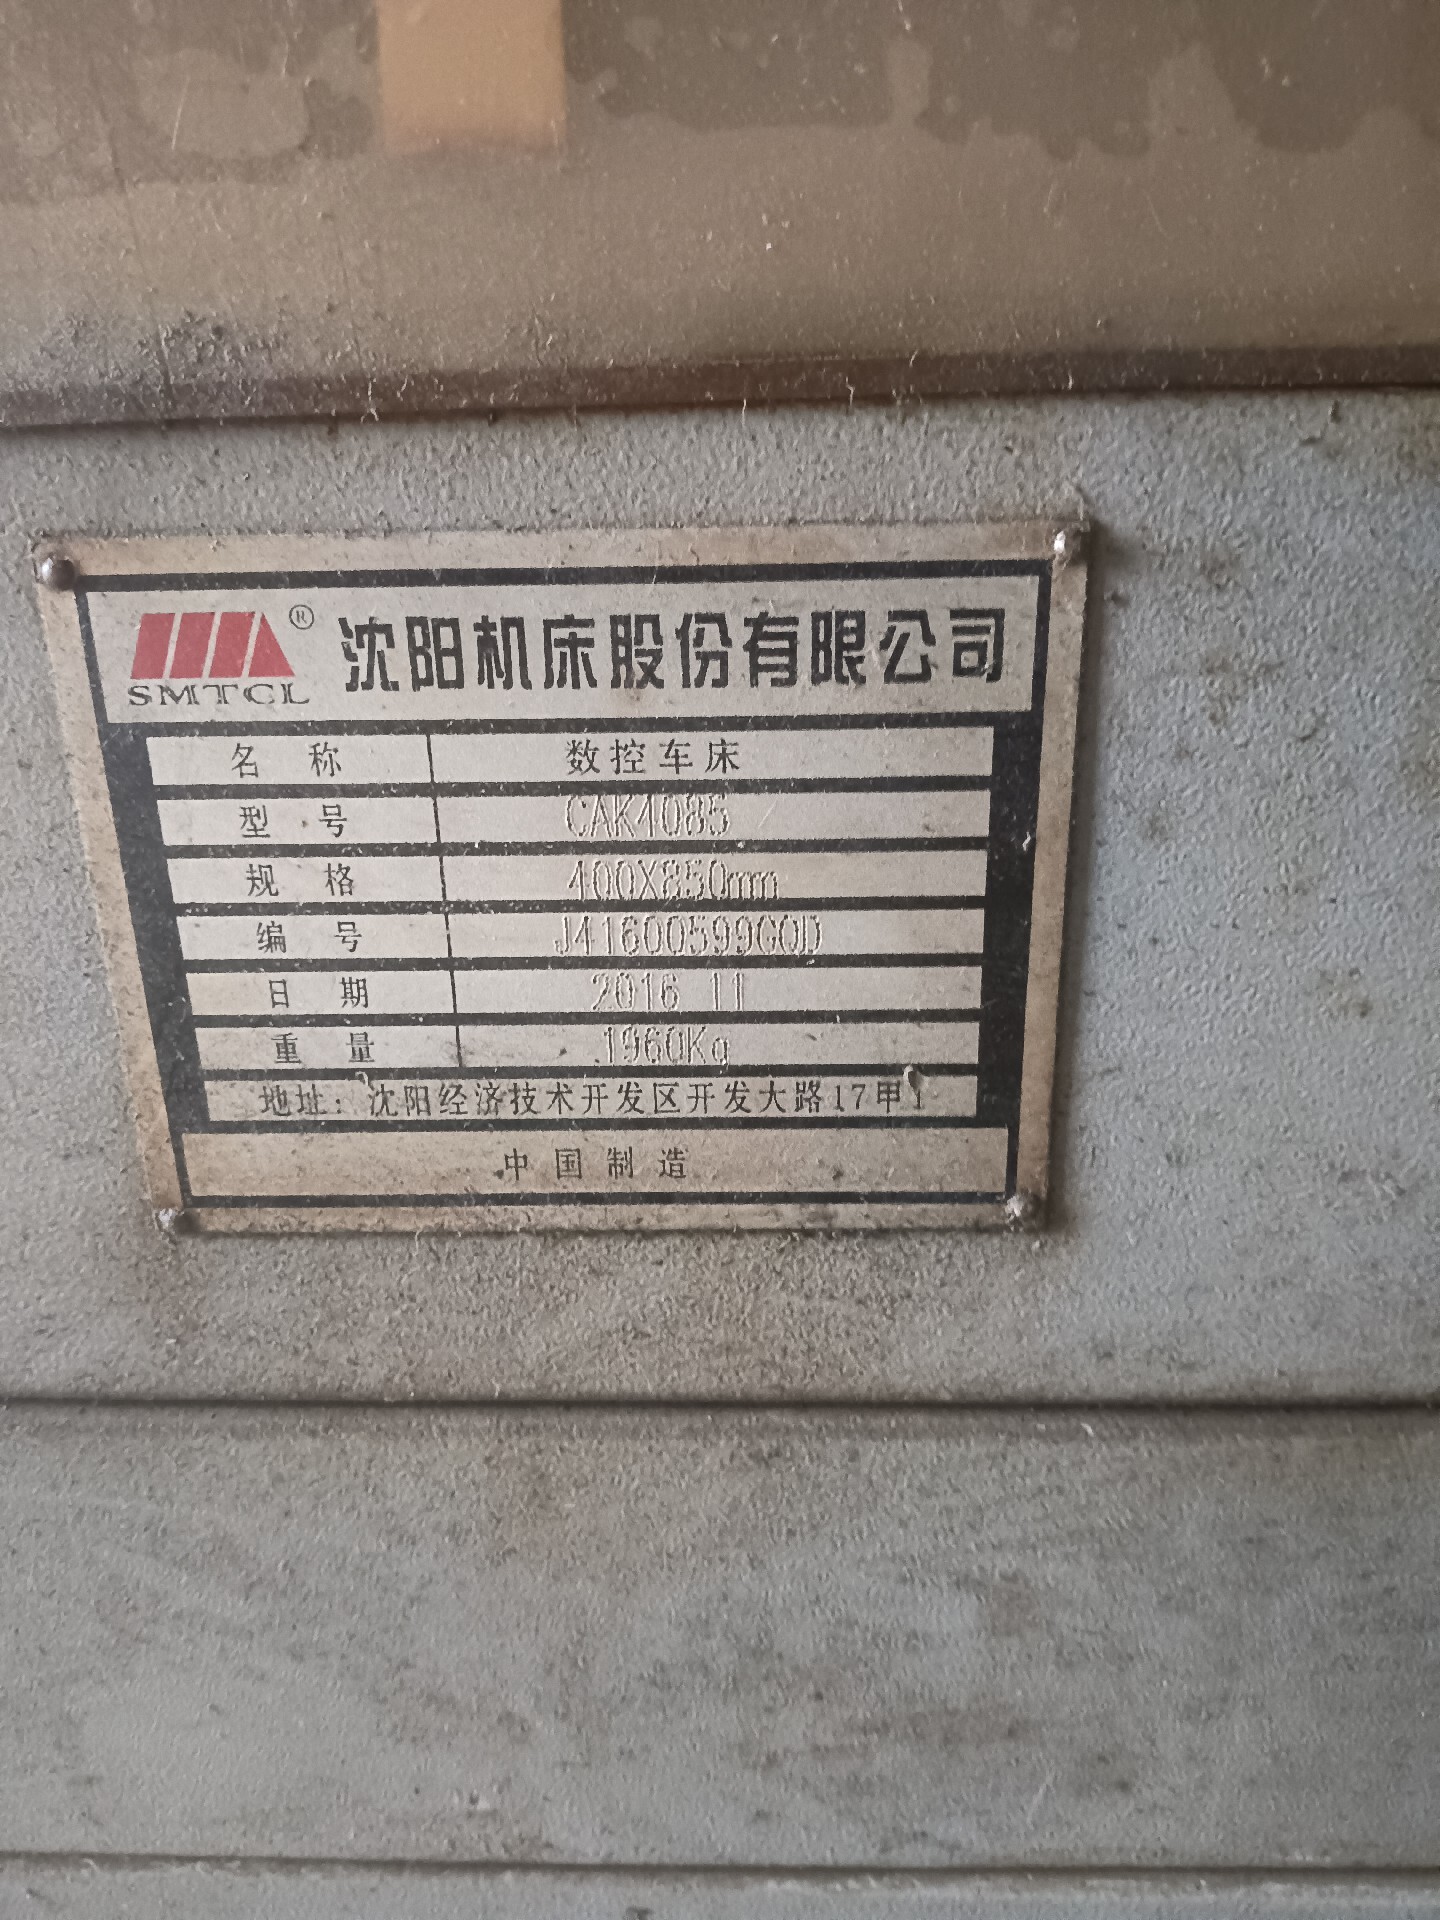 SMTCL ® 沈阳机床股份有限公司
名称 数控车床
型号 CAK4085
规格 400X850mm
编号 J41600599GQD
日期 2016 11
重量 1960Kg
地址：沈阳经济技术开发区开发大路17甲1
中国制造